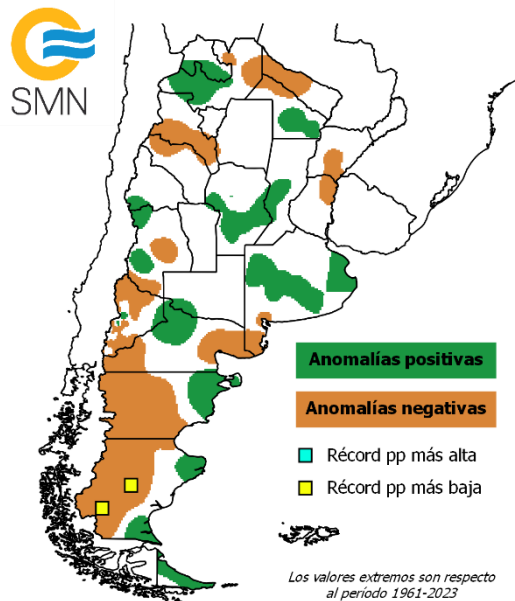 SMN
Anomalías positivas
Anomalías negativas
Récord pp más alta
Récord pp más baja
Los valores extremos son respecto
al período 1961-2023